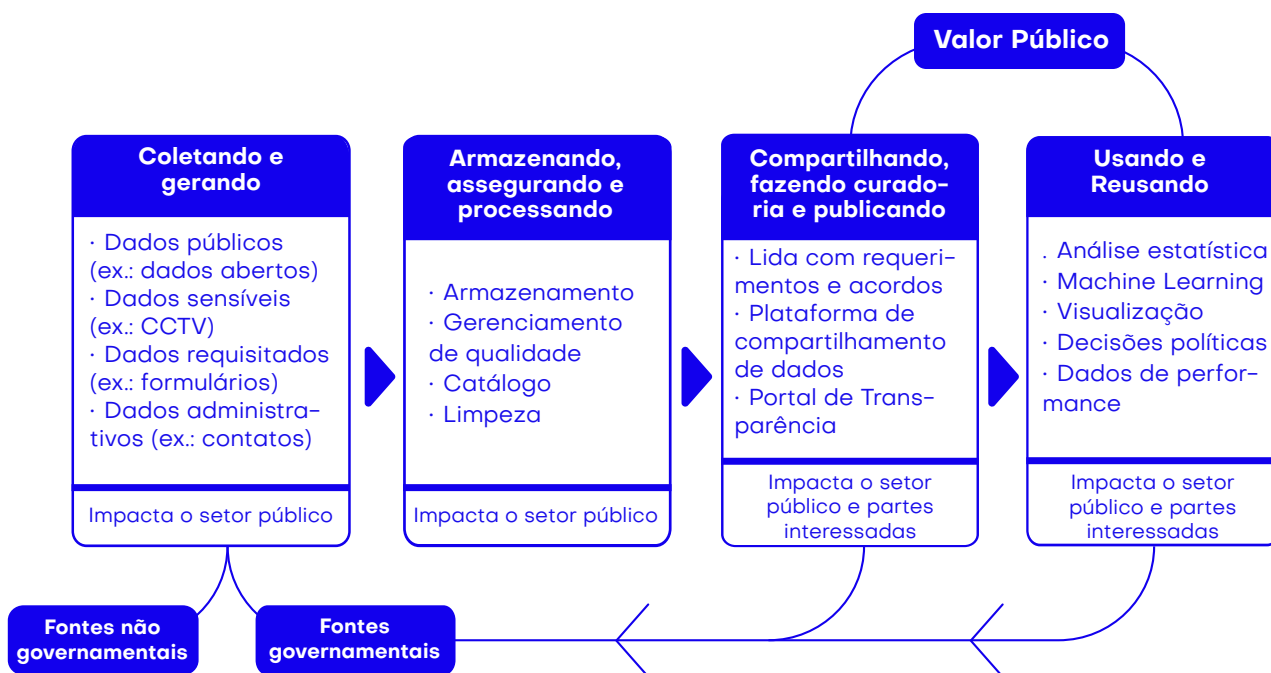 Valor Público
Coletando e
gerando
· Dados públicos
(ex.: dados abertos)
· Dados sensíveis
(ex.: CCTV)
· Dados requisitados
(ex.: formulários)
· Dados administra-
tivos (ex.: contatos)
Impacta o setor público
Armazenando,
assegurando e
processando
· Armazenamento
· Gerenciamento
de qualidade
· Catálogo
· Limpeza
Impacta o setor público
Compartilhando,
fazendo curado-
ria e publicando
· Lida com requeri-
mentos e acordos
· Plataforma de
compartilhamento
de dados
· Portal de Trans-
parência
Impacta o setor
público e partes
interessadas
Usando e
Reusando
. Análise estatística
· Machine Learning
· Visualização
· Decisões políticas
· Dados de perfor-
mance
Impacta o setor
público e partes
interessadas
Fontes não
governamentais
Fontes
governamentais